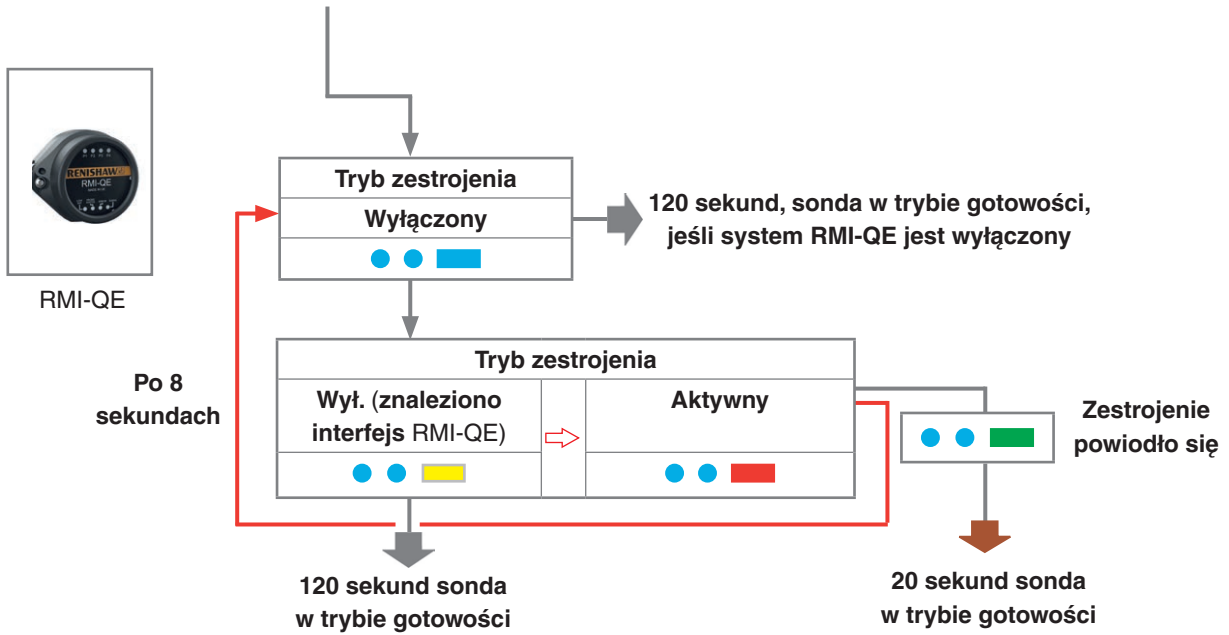 RENISHAW
RMI-QE
RMI-QE
Tryb zestrojenia
Wyłączony
120 sekund, sonda w trybie gotowości,
jeśli system RMI-QE jest wyłączony
Po 8
sekundach
Tryb zestrojenia
Wył. (znaleziono
interfejs RMI-QE)
Aktywny
Zestrojenie
powiodło się
120 sekund sonda
w trybie gotowości
20 sekund sonda
w trybie gotowości